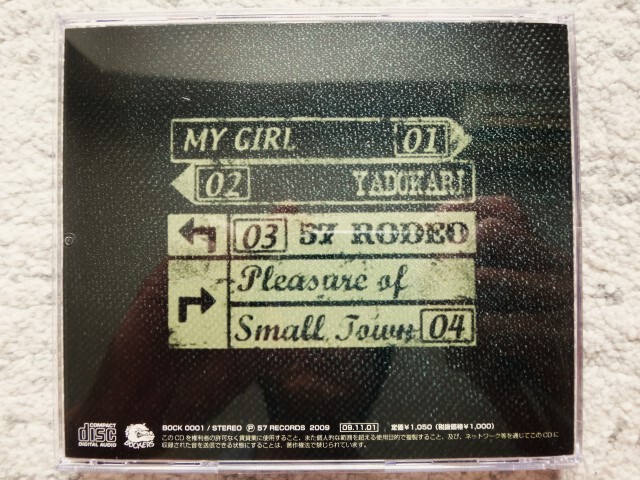 MY GIRL 01
02 YADOKARI
03 57 RODEO
Pleasure of
Small Town 04
COMPACT
disc
DIGITAL AUDIO
BOCK 0001 / STEREO Ⓟ 57 RECORDS 2009 09.11.01 定価¥1,050 (税抜価格¥1,000)
このCDを権利者の許可なく賃貸業に使用すること、また個人的な範囲を超える使用目的で複製すること、及び、ネットワーク等を通じてこのCDに
収録された音を送信できる状態にすることは、著作権法で禁じられています。